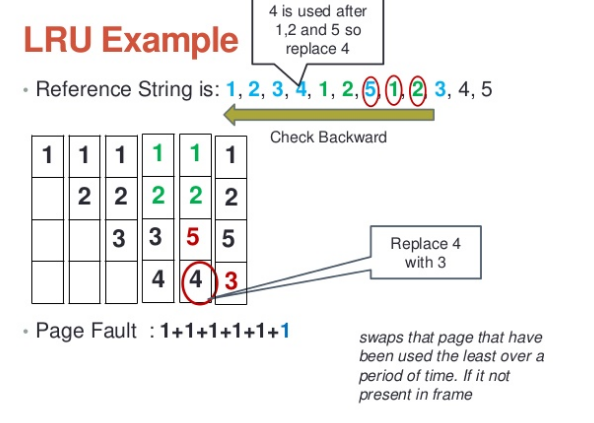 4 is used after
1,2 and 5 so
replace 4
LRU Example
• Reference String is: 1, 2, 3, 4, 1, 2, 5, 1, 2, 3, 4, 5
Check Backward
1 1 1 1 1 1
2 2 2 2 2
3 3 5 5
4 4 3
Replace 4
with 3
• Page Fault : 1+1+1+1+1+1
swaps that page that have
been used the least over a
period of time. If it not
present in frame